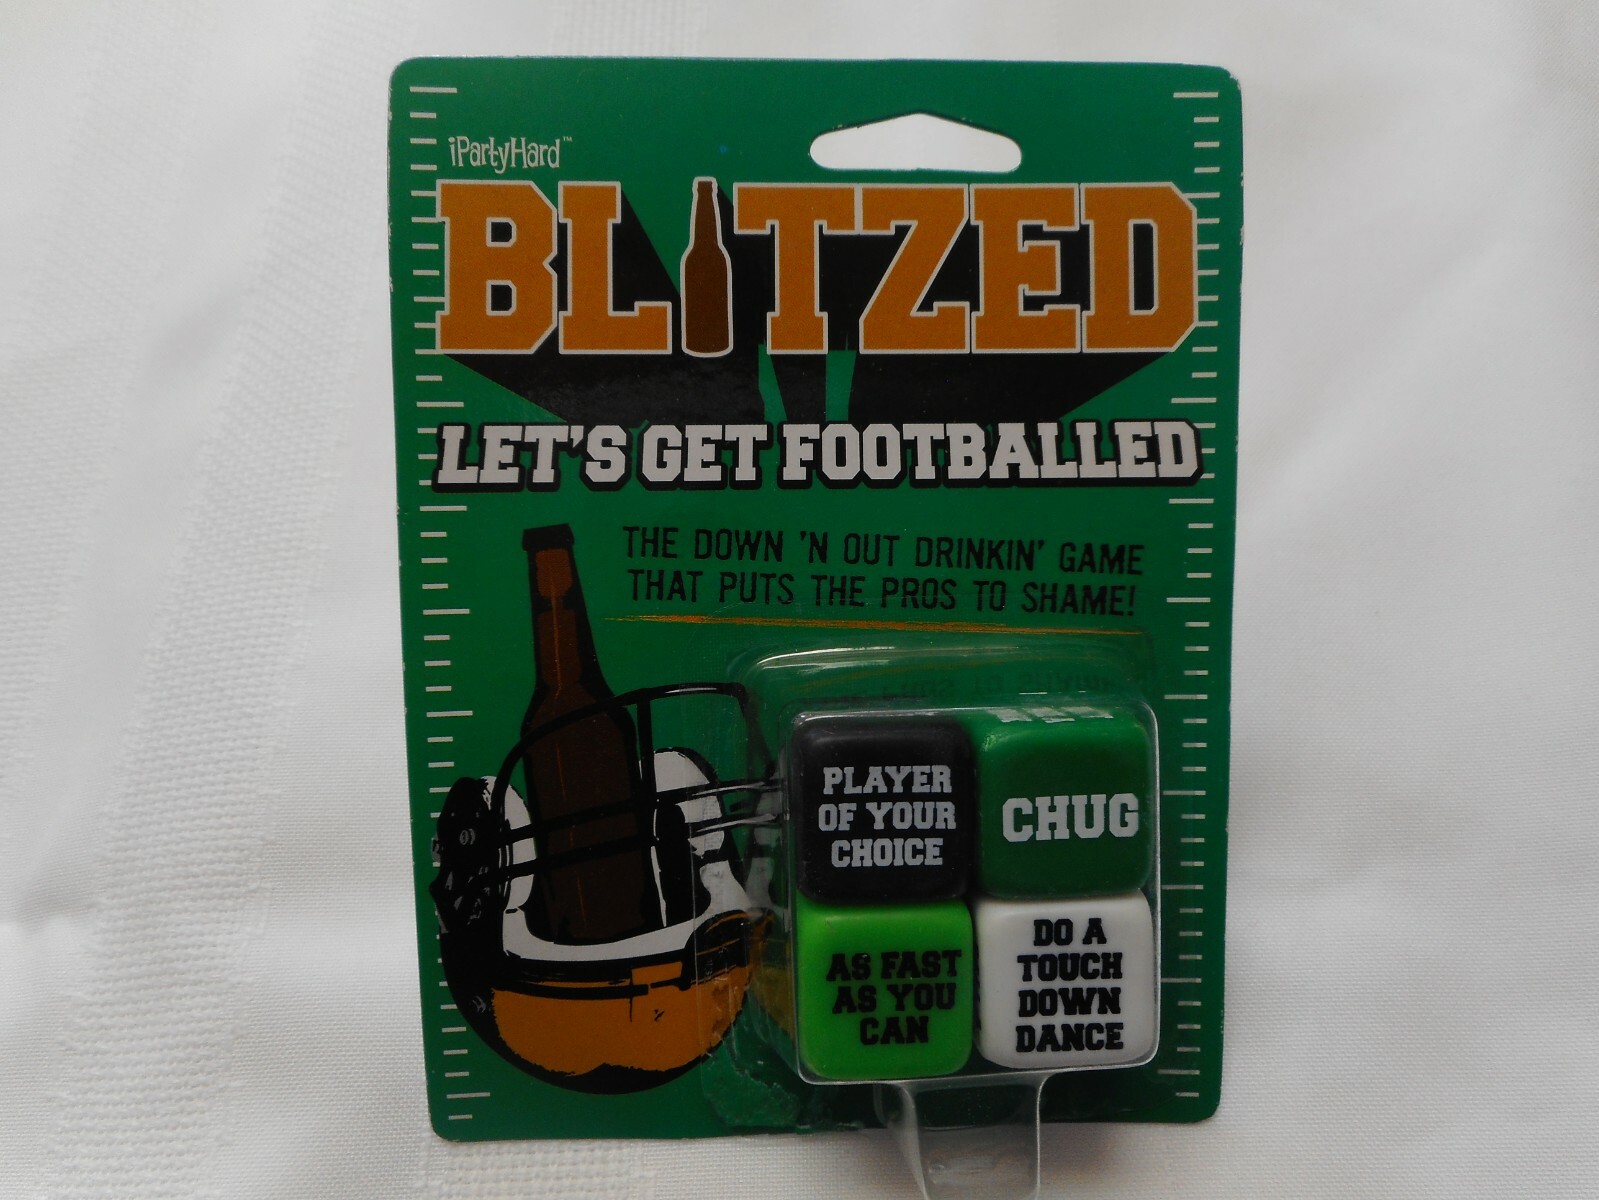 iPartyHard™
BLITZED
LET'S GET FOOTBALLED
THE DOWN 'N OUT DRINKIN' GAME
THAT PUTS THE PROS TO SHAME!
PLAYER
OF YOUR
CHOICE
CHUG
AS FAST
AS YOU
CAN
DO A
TOUCH
DOWN
DANCE